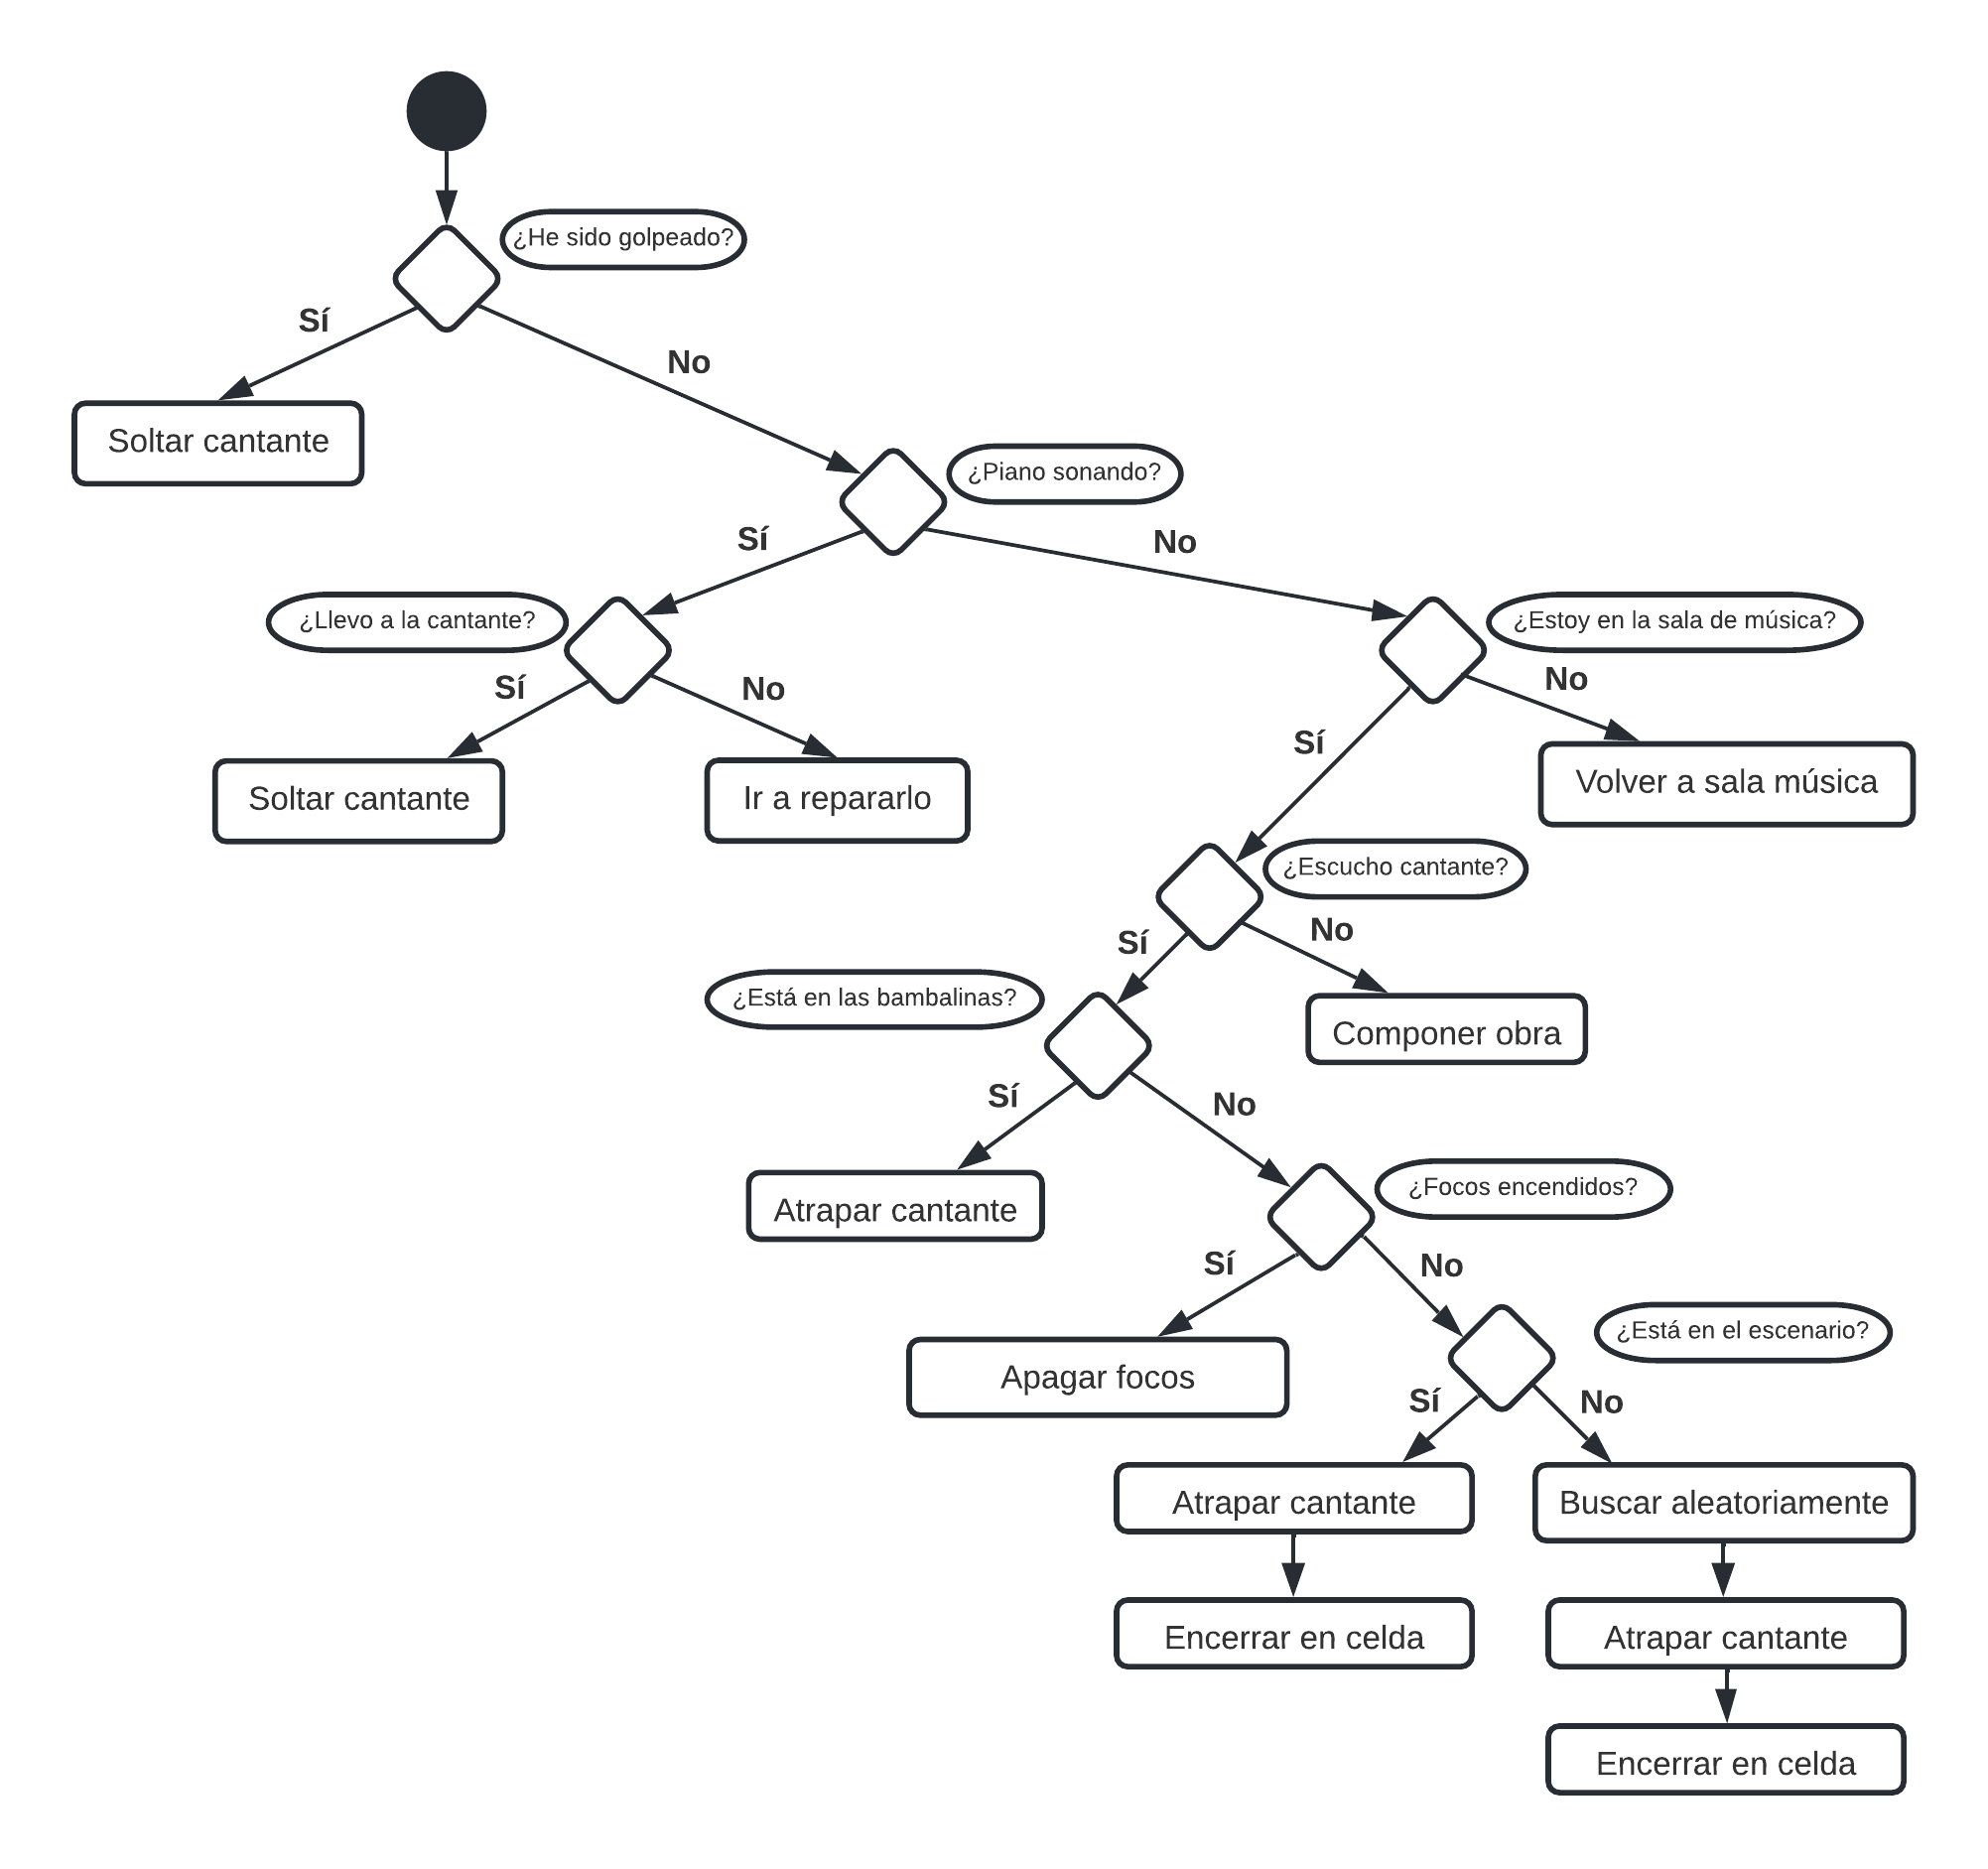 ¿He sido golpeado?
Sí
No
Soltar cantante
¿Piano sonando?
Sí
No
¿Llevo a la cantante?
¿Estoy en la sala de música?
Sí
No
No
Sí
Soltar cantante
Ir a repararlo
Volver a sala música
¿Escucho cantante?
Sí
No
¿Está en las bambalinas?
Componer obra
Sí
No
Atrapar cantante
¿Focos encendidos?
Sí
No
Apagar focos
¿Está en el escenario?
Sí
No
Atrapar cantante
Buscar aleatoriamente
Encerrar en celda
Atrapar cantante
Encerrar en celda